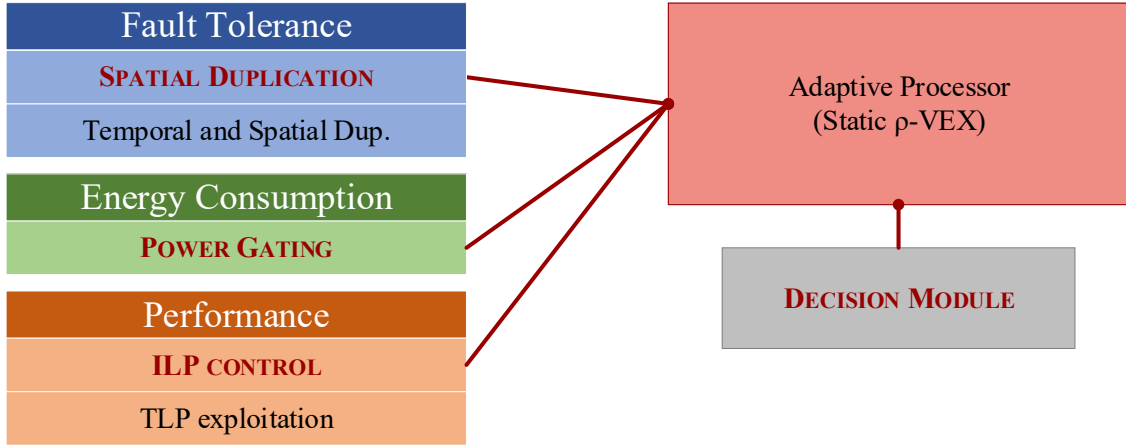 Fault Tolerance
SPATIAL DUPLICATION
Temporal and Spatial Dup.
Energy Consumption
POWER GATING
Performance
ILP CONTROL
TLP exploitation
Adaptive Processor
(Static ρ-VEX)
DECISION MODULE